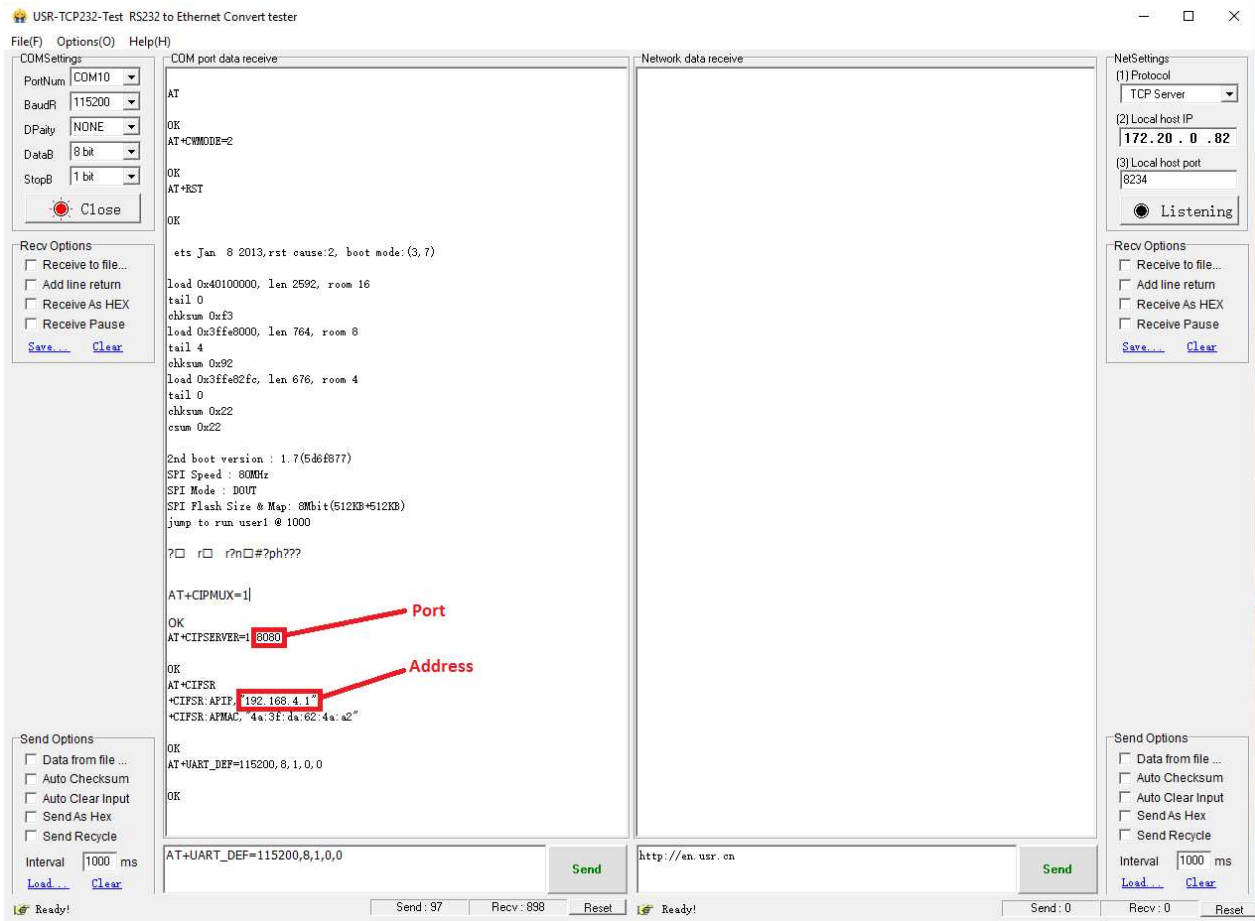 USR-TCP232-Test RS232 to Ethernet Convert tester
File(F) Options(O) Help(H)
COMSettings
PortNum COM10
BaudR 115200
DPaity NONE
DataB 8 bit
StopB 1 bit
Close
Recv Options
Receive to file...
Add line return
Receive As HEX
Receive Pause
Save... Clear
Send Options
Data from file ...
Auto Checksum
Auto Clear Input
Send As Hex
Send Recycle
Interval 1000 ms
Load... Clear
COM port data receive
AT
OK
AT+CWMODE=2
OK
AT+RST
OK
ets Jan 8 2013,rst cause:2, boot mode:(3,7)
load 0x40100000, len 2592, room 16
tail 0
chksum 0xf3
load 0x3ffe8000, len 764, room 8
tail 4
chksum 0x92
load 0x3ffe82fc, len 676, room 4
tail 0
chksum 0x22
csum 0x22
2nd boot version : 1.7(5d6f877)
SPI Speed : 80MHz
SPI Mode : DOUT
SPI Flash Size & Map: 8Mbit(512KB+512KB)
jump to run user1 @ 1000
?□ r□ r?n□#?ph???
AT+CIPMUX=1
OK
AT+CIPSERVER=1 8080
Port
OK
AT+CIFSR
+CIFSR:APIP, "192.168.4.1"
Address
+CIFSR:APMAC, "4a:3f:da:62:4a:a2"
OK
AT+UART_DEF=115200,8,1,0,0
OK
AT+UART_DEF=115200,8,1,0,0
Send
Ready!
Send : 97 Recv : 898 Reset
Network data receive
http://en.usr.cn
Send
Ready!
Send : 0 Recv : 0 Reset
NetSettings
(1) Protocol
TCP Server
(2) Local host IP
172.20 . 0 .82
(3) Local host port
8234
Listening
Recv Options
Receive to file...
Add line return
Receive As HEX
Receive Pause
Save... Clear
Send Options
Data from file ...
Auto Checksum
Auto Clear Input
Send As Hex
Send Recycle
Interval 1000 ms
Load... Clear